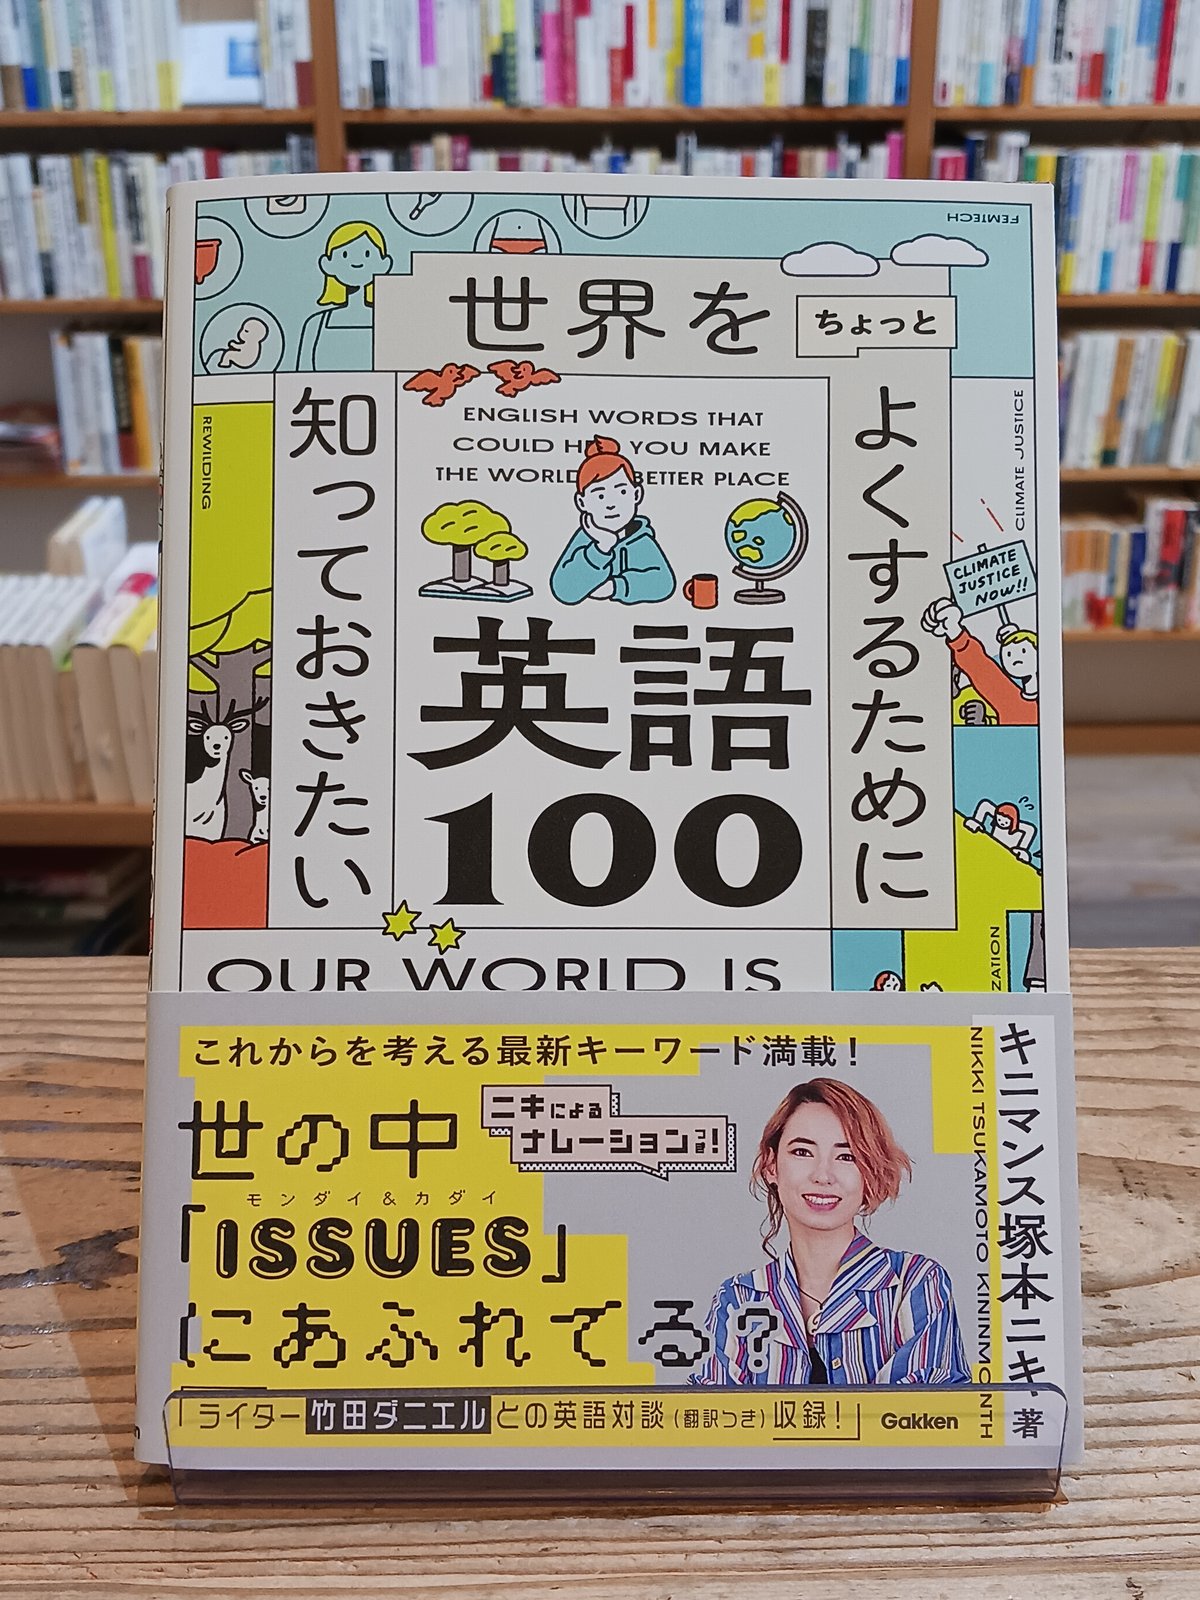 FEMTECH
世界を
ちょっと
よくするために
知っておきたい
英語
100
ENGLISH WORDS THAT
COULD HE YOU MAKE
THE WORLD BETTER PLACE
REWILDING
CLIMATE JUSTICE
CLIMATE
JUSTICE
NOW!!
ZATION
OUR WORLD IS
これからを考える最新キーワード満載!
ニキによる
ナレーションつき!
世の中
モンダイ&カダイ
「ISSUES」
にあふれてる?
キニマンス塚本ニキ 著
NIKKI TSUKAMOTO KININMONTH
「ライター竹田ダニエルとの英語対談(翻訳つき)収録!」
Gakken